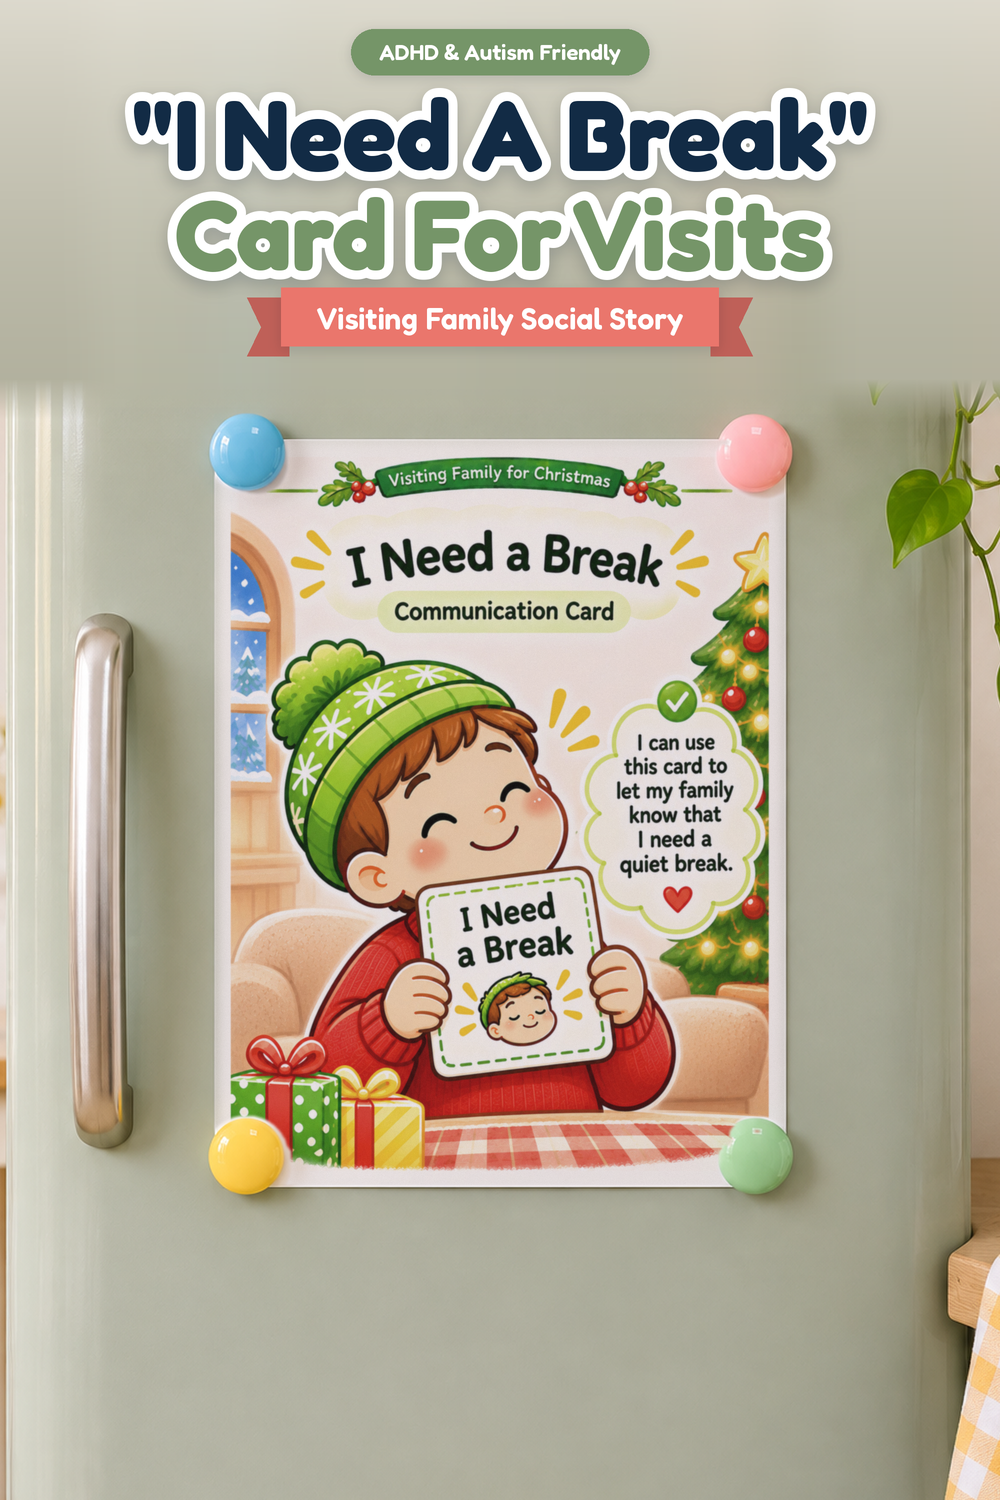 ADHD & Autism Friendly
"I Need A Break"
Card For Visits
Visiting Family Social Story
Visiting Family for Christmas
I Need a Break
Communication Card
I can use
this card to
let my family
know that
I need a
quiet break.
I Need
a Break